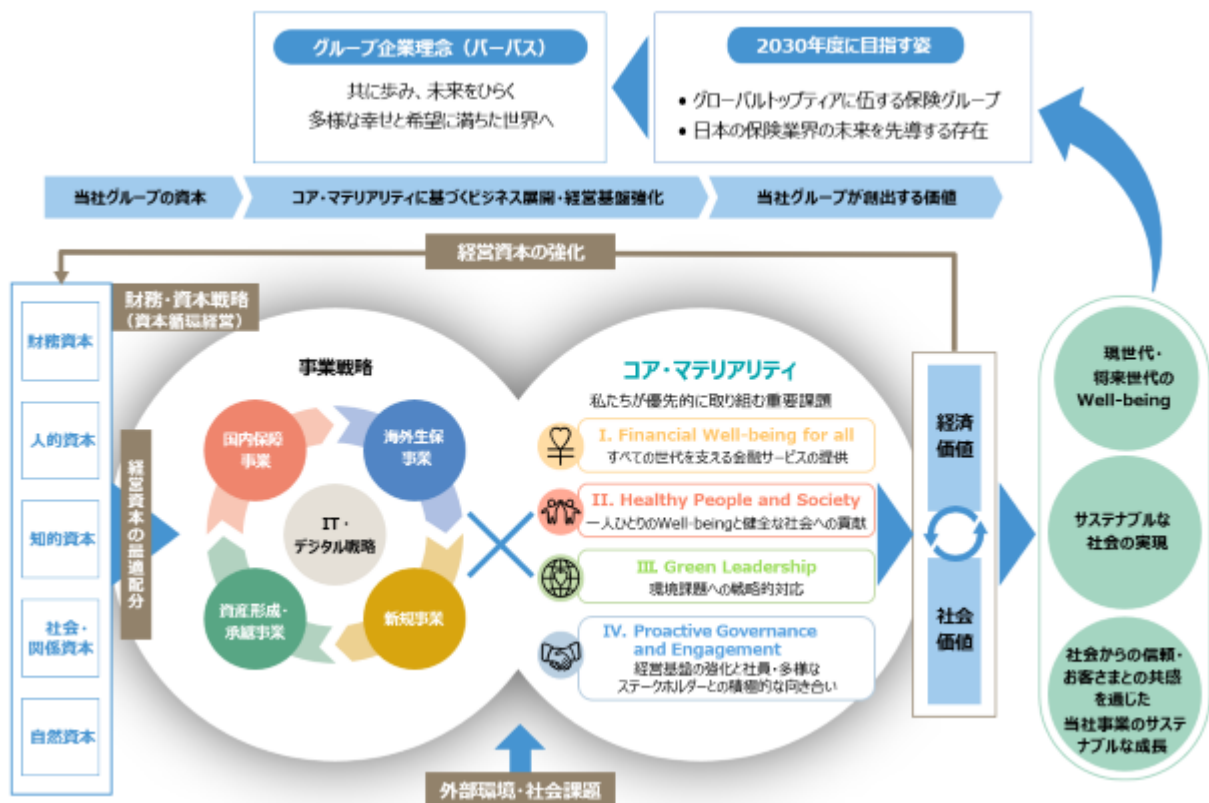 グループ企業理念（パーパス）
共に歩み、未来をひらく
多様な幸せと希望に満ちた世界へ
2030年度に目指す姿
• グローバルトップティアに伍する保険グループ
• 日本の保険業界の未来を先導する存在
当社グループの資本
コア・マテリアリティに基づくビジネス展開・経営基盤強化
当社グループが創出する価値
経営資本の強化
財務・資本戦略
（資本循環経営）
財務資本
人的資本
知的資本
社会・
関係資本
自然資本
経営資本の最適配分
事業戦略
国内保障
事業
海外生保
事業
IT・
デジタル戦略
資産形成・
承継事業
新規事業
コア・マテリアリティ
私たちが優先的に取り組む重要課題
I. Financial Well-being for all
すべての世代を支える金融サービスの提供
II. Healthy People and Society
一人ひとりのWell-beingと健全な社会への貢献
III. Green Leadership
環境課題への戦略的対応
IV. Proactive Governance
and Engagement
経営基盤の強化と社員・多様な
ステークホルダーとの積極的な向き合い
外部環境・社会課題
経済
価値
社会
価値
現世代・
将来世代の
Well-being
サステナブルな
社会の実現
社会からの信頼・
お客さまとの共感
を通じた
当社事業のサステ
ナブルな成長